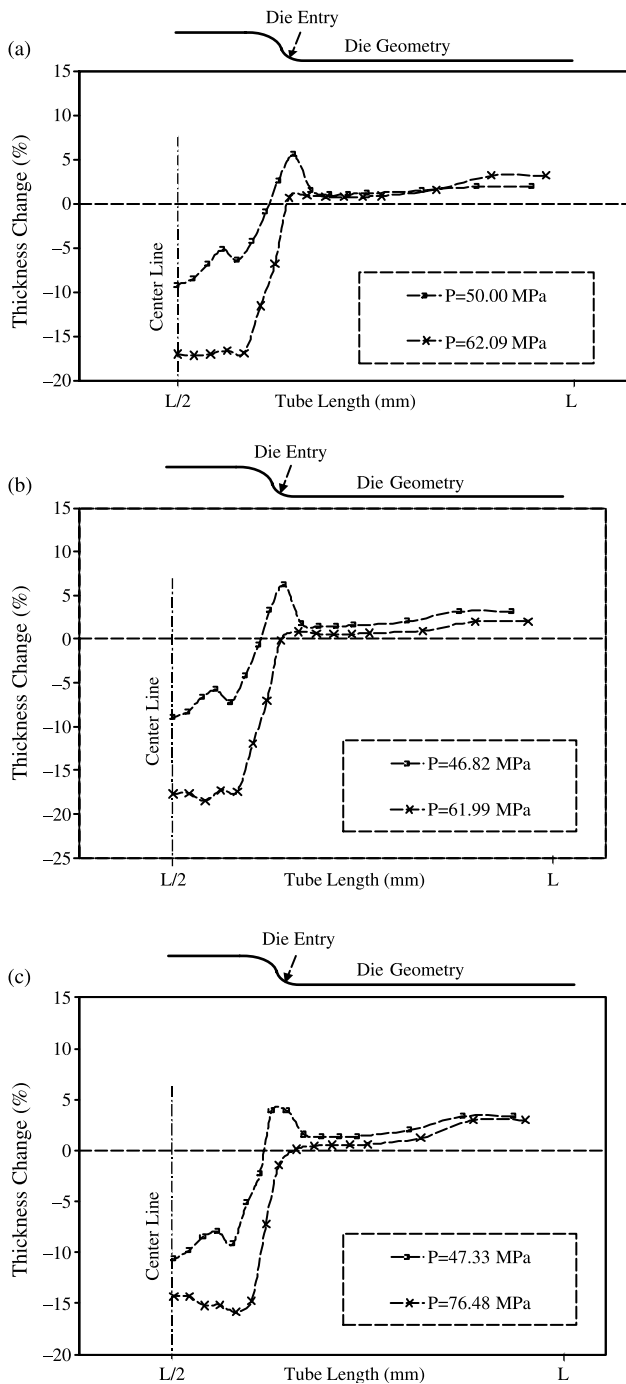 Die Entry
(a)
Die Geometry
15
10
5
0
–5
–10
–15
–20
Thickness Change (%)
Center Line
P=50.00 MPa
P=62.09 MPa
L/2
Tube Length (mm)
L
Die Entry
(b)
Die Geometry
15
10
5
0
–5
–10
–15
–20
–25
Thickness Change (%)
Center Line
P=46.82 MPa
P=61.99 MPa
L/2
Tube Length (mm)
L
Die Entry
(c)
Die Geometry
15
10
5
0
–5
–10
–15
–20
Thickness Change (%)
Center Line
P=47.33 MPa
P=76.48 MPa
L/2
Tube Length (mm)
L